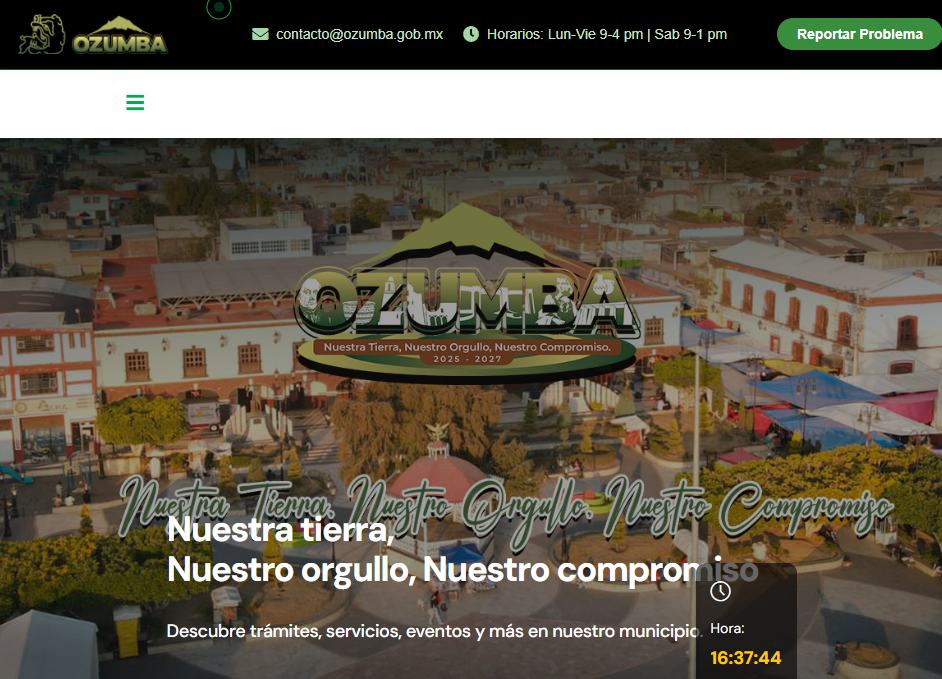 OZUMBA
contacto@ozumba.gob.mx
Horarios: Lun-Vie 9-4 pm | Sab 9-1 pm
Reportar Problema
OZUMBA
Nuestra Tierra, Nuestro Orgullo, Nuestro Compromiso.
2025 - 2027
Nuestra Tierra, Nuestro Orgullo, Nuestro Compromiso
Nuestra tierra,
Nuestro orgullo, Nuestro compromiso
Descubre trámites, servicios, eventos y más en nuestro municipio.
Hora:
16:37:44